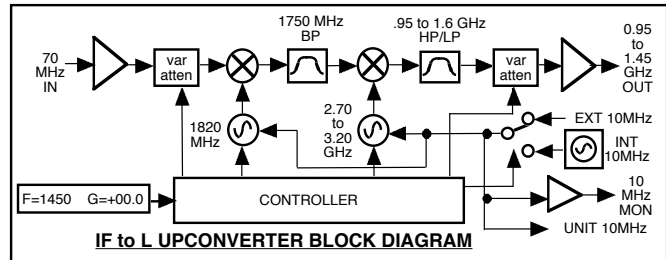 1750 MHz
BP
.95 to 1.6 GHz
HP/LP
0.95
to
1.45
GHz
OUT
70
MHz
IN
var
atten
var
atten
1820
MHz
2.70
to
3.20
GHz
EXT 10MHz
INT
10MHz
F=1450 G=+00.0
CONTROLLER
10
MHz
MON
UNIT 10MHz
IF to L UPCONVERTER BLOCK DIAGRAM